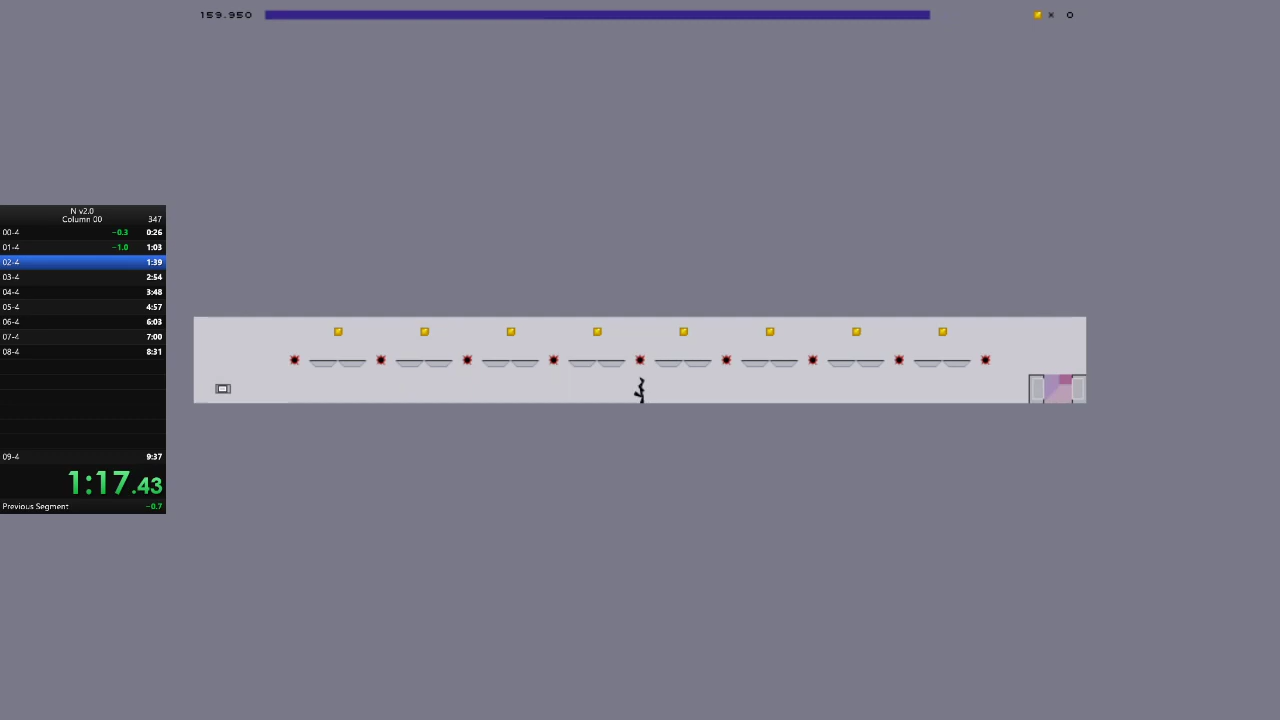 159.950 × 0
N v2.0
Column 00 347
00-4 −0.3 0:26
01-4 −1.0 1:03
02-4 1:39
03-4 2:54
04-4 3:48
05-4 4:57
06-4 6:03
07-4 7:00
08-4 8:31
09-4 9:37
1:17.43
Previous Segment −0.7